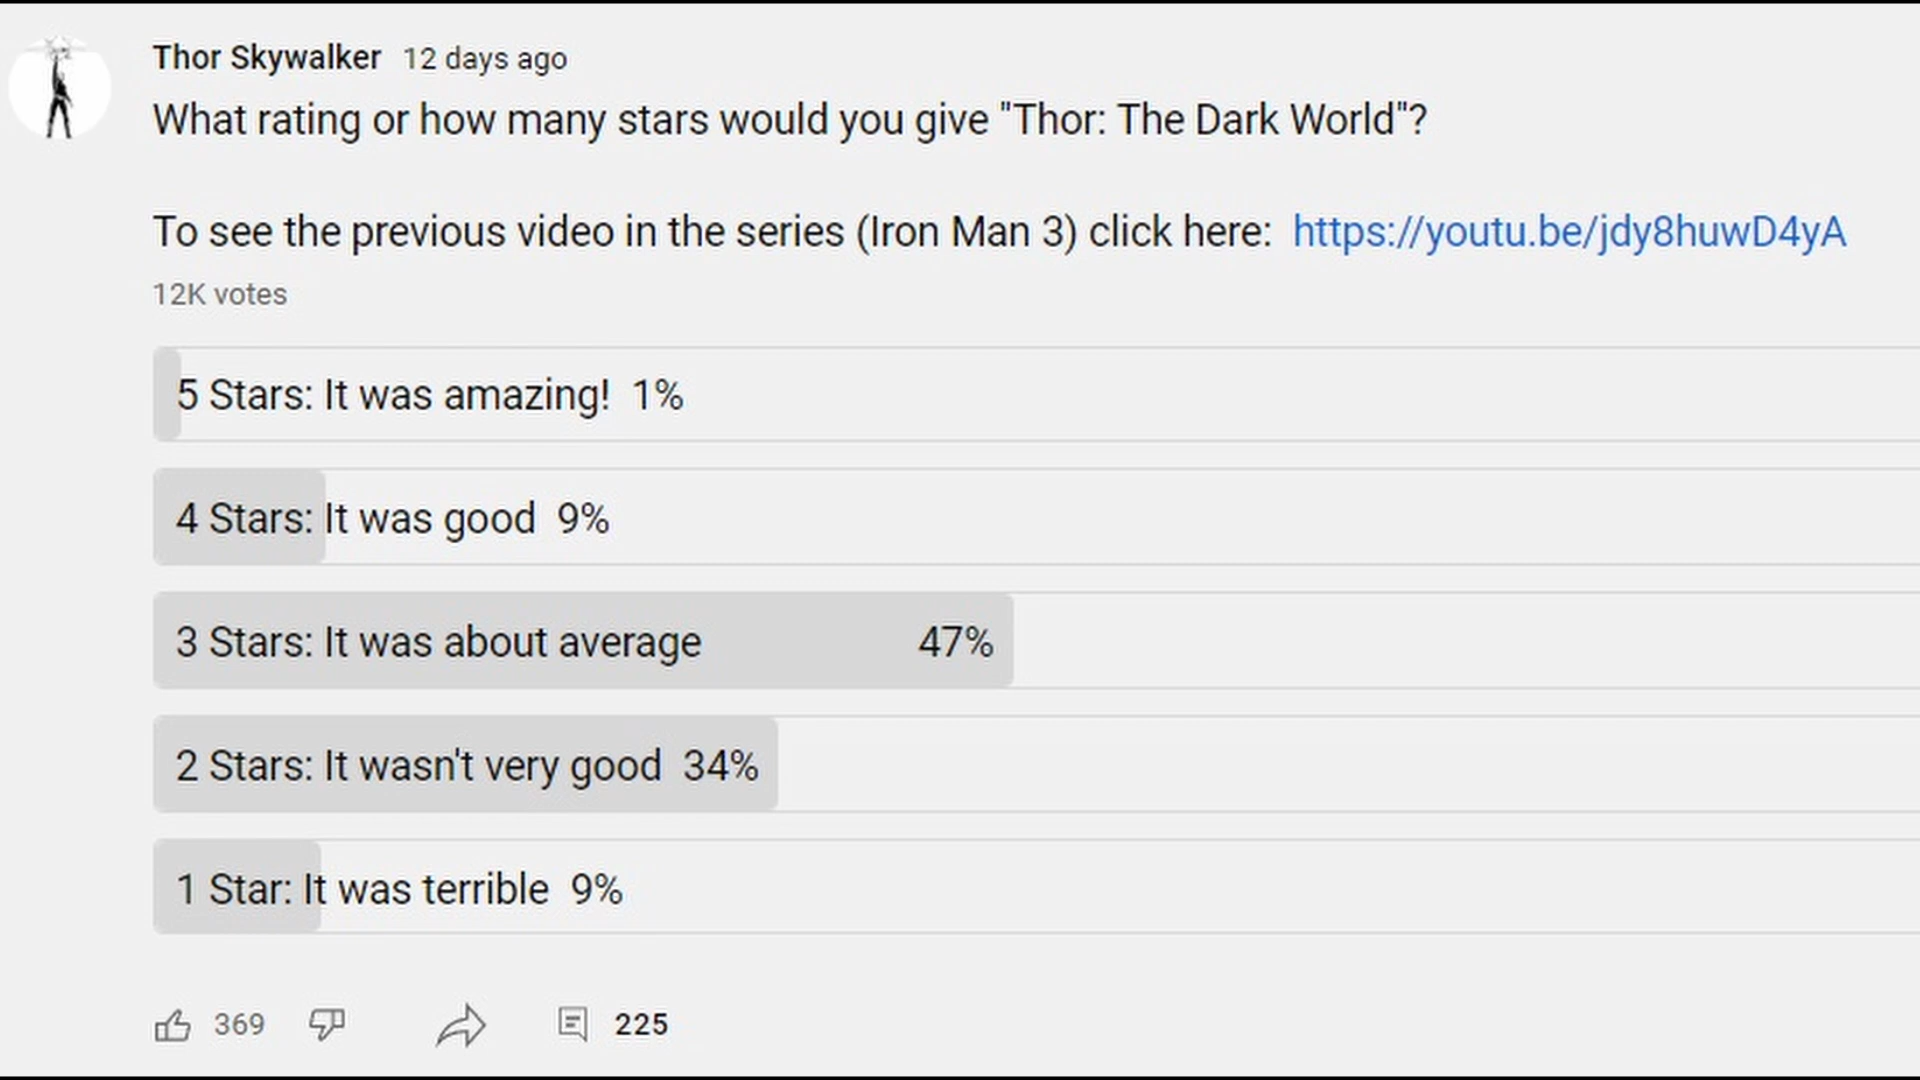 Thor Skywalker 12 days ago
What rating or how many stars would you give "Thor: The Dark World"?
To see the previous video in the series (Iron Man 3) click here: https://youtu.be/jdy8huwD4yA
12K votes
5 Stars: It was amazing! 1%
4 Stars: It was good 9%
3 Stars: It was about average 47%
2 Stars: It wasn't very good 34%
1 Star: It was terrible 9%
369 225